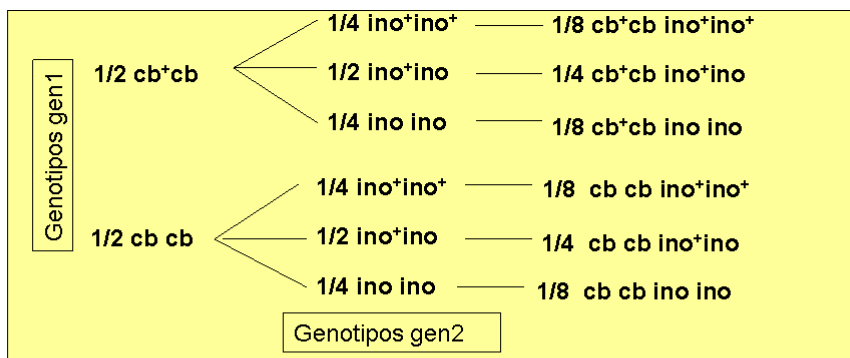 1/4 ino⁺ino⁺ 1/8 cb⁺cb ino⁺ino⁺
1/2 cb⁺cb 1/2 ino⁺ino 1/4 cb⁺cb ino⁺ino
1/4 ino ino 1/8 cb⁺cb ino ino
Genotipos gen1
1/4 ino⁺ino⁺ 1/8 cb cb ino⁺ino⁺
1/2 cb cb 1/2 ino⁺ino 1/4 cb cb ino⁺ino
1/4 ino ino 1/8 cb cb ino ino
Genotipos gen2